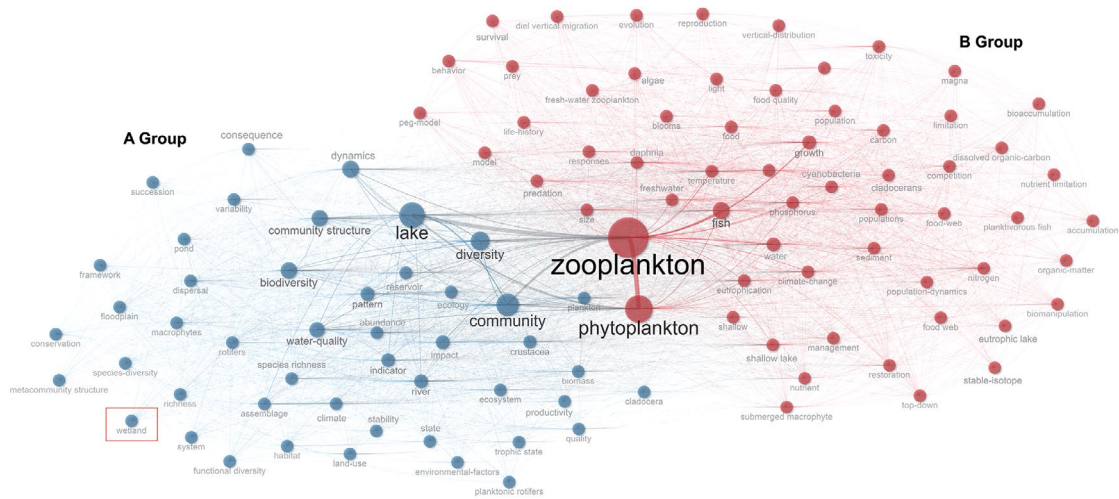 diel vertical migration
evolution
reproduction
survival
vertical-distribution
B Group
toxicity
behavior
prey
algae
light
magna
fresh-water zooplankton
food quality
bioaccumulation
peg-model
life-history
blooms
food
population
carbon
limitation
A Group
consequence
dynamics
model
responses
daphnia
growth
dissolved organic-carbon
succession
predation
freshwater
temperature
cyanobacteria
cladocerans
competition
nutrient limitation
variability
community structure
lake
size
fish
phosphorus
populations
food-web
planktivorous fish
accumulation
pond
diversity
zooplankton
water
sediment
framework
dispersal
biodiversity
reservoir
pattern
ecology
plankton
eutrophication
climate-change
population-dynamics
nitrogen
organic-matter
floodplain
macrophytes
abundance
community
phytoplankton
shallow
food web
biomanipulation
conservation
rotifers
water-quality
impact
crustacea
shallow lake
management
eutrophic lake
species-diversity
species richness
indicator
metacommunity structure
richness
river
ecosystem
biomass
cladocera
nutrient
restoration
stable-isotope
wetland
assemblage
climate
stability
productivity
submerged macrophyte
top-down
system
habitat
state
quality
functional diversity
land-use
environmental-factors
trophic state
planktonic rotifers